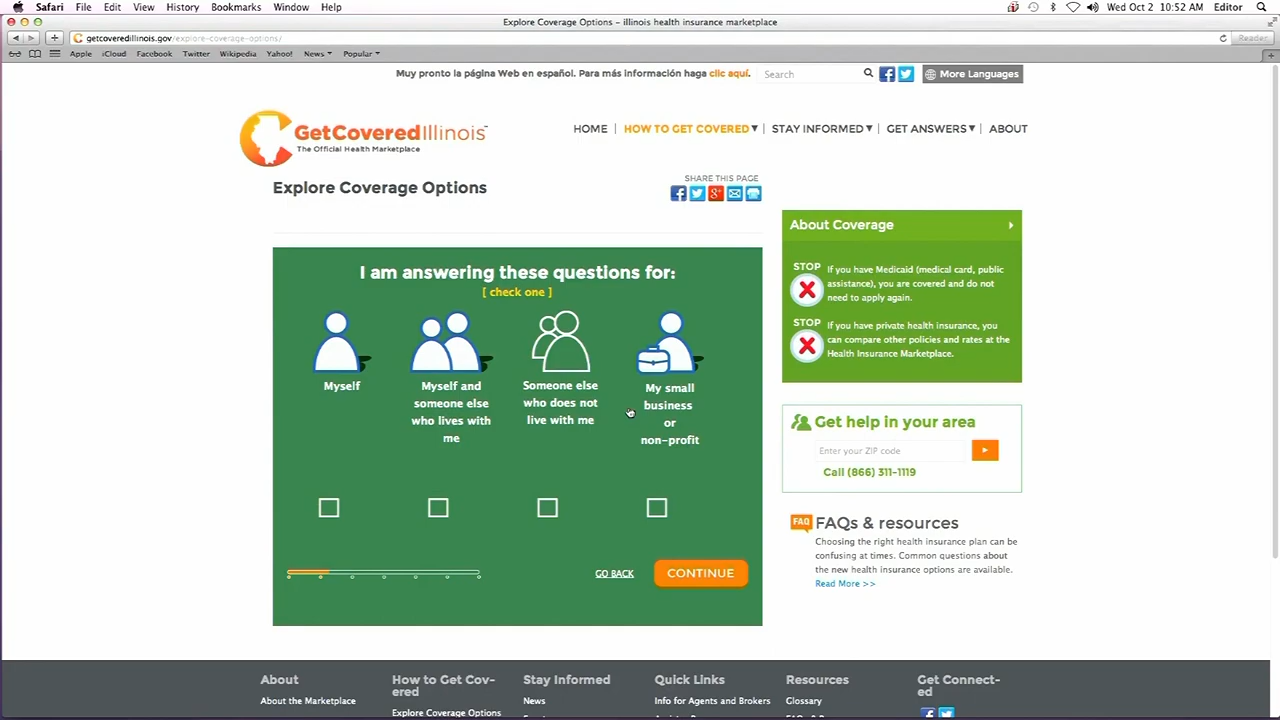 Safari File Edit View History Bookmarks Window Help Wed Oct 2 10:52 AM Editor
Explore Coverage Options – illinois health insurance marketplace
getcoveredillinois.gov/explore-coverage-options/ Reader
Apple iCloud Facebook Twitter Wikipedia Yahoo! News Popular
Muy pronto la página Web en español. Para más información haga clic aquí. Search More Languages
GetCoveredIllinois™
The Official Health Marketplace
HOME | HOW TO GET COVERED | STAY INFORMED | GET ANSWERS | ABOUT
Explore Coverage Options
SHARE THIS PAGE
I am answering these questions for:
[ check one ]
Myself
Myself and
someone else
who lives with
me
Someone else
who does not
live with me
My small
business
or
non-profit
GO BACK CONTINUE
About Coverage
STOP
If you have Medicaid (medical card, public
assistance), you are covered and do not
need to apply again.
STOP
If you have private health insurance, you
can compare other policies and rates at the
Health Insurance Marketplace.
Get help in your area
Enter your ZIP code
Call (866) 311-1119
FAQ FAQs & resources
Choosing the right health insurance plan can be
confusing at times. Common questions about
the new health insurance options are available.
Read More >>
About
About the Marketplace
How to Get Cov-
ered
Explore Coverage Options
Stay Informed
News
Quick Links
Info for Agents and Brokers
Resources
Glossary
Get Connect-
ed